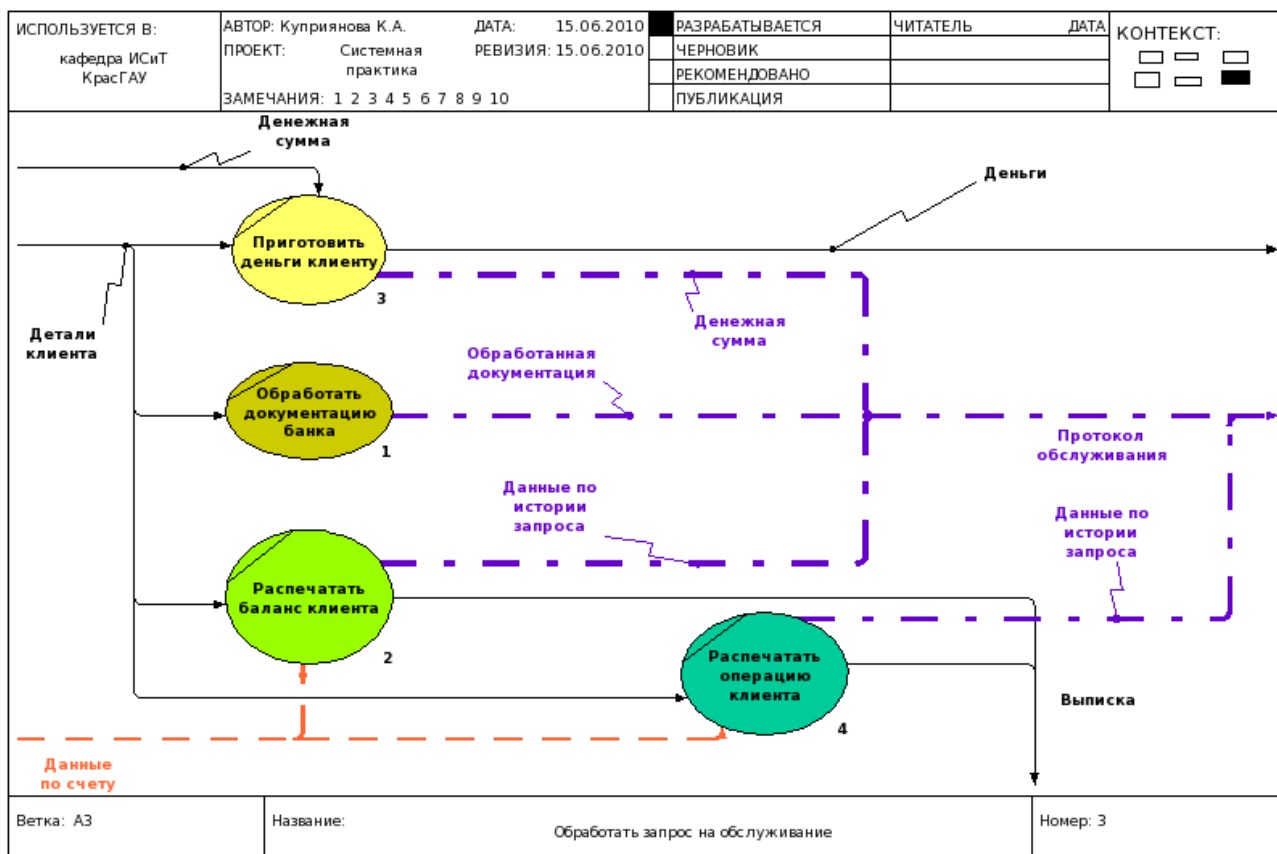 ИСПОЛЬЗУЕТСЯ В:
кафедра ИСиТ
КрасГАУ
АВТОР: Куприянова К.А.
ДАТА: 15.06.2010
ПРОЕКТ: Системная
практика
РЕВИЗИЯ: 15.06.2010
ЗАМЕЧАНИЯ: 1 2 3 4 5 6 7 8 9 10
РАЗРАБАТЫВАЕТСЯ
ЧЕРНОВИК
РЕКОМЕНДОВАНО
ПУБЛИКАЦИЯ
ЧИТАТЕЛЬ
ДАТА
КОНТЕКСТ:
Денежная
сумма
Деньги
Приготовить
деньги клиенту
3
Детали
клиента
Денежная
сумма
Обработанная
документация
Обработать
документацию
банка
1
Протокол
обслуживания
Данные по
истории
запроса
Данные по
истории
запроса
Распечатать
баланс клиента
2
Распечатать
операцию
клиента
4
Выписка
Данные
по счету
Ветка: A3
Название:
Обработать запрос на обслуживание
Номер: 3